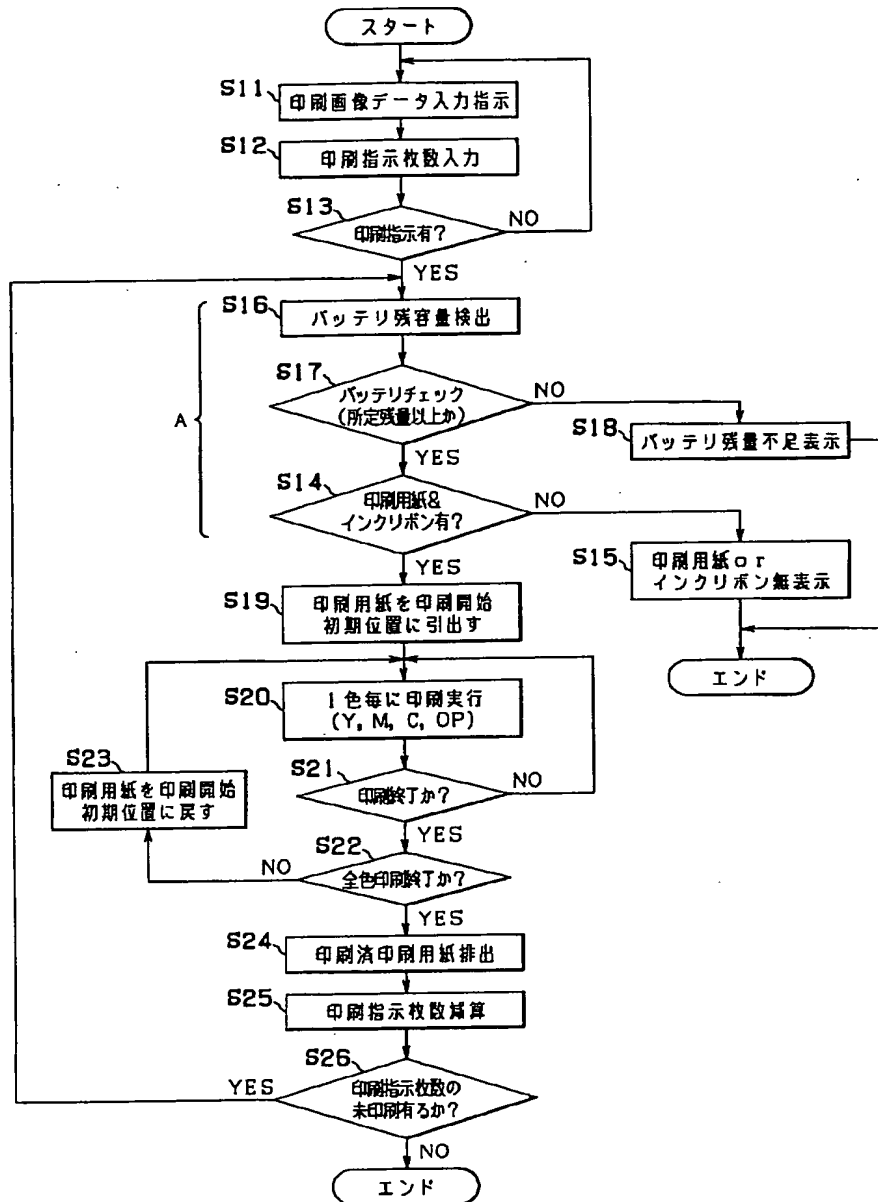 スタート
S11
印刷画像データ入力指示
S12
印刷指示枚数入力
S13
印刷指示有?
NO
YES
S16
バッテリ残容量検出
A
S17
バッテリチェック
(所定残量以上か)
NO
YES
S18
バッテリ残量不足表示
S14
印刷用紙&
インクリボン有?
NO
YES
S15
印刷用紙or
インクリボン無表示
エンド
S19
印刷用紙を印刷開始
初期位置に引出す
S20
1色毎に印刷実行
(Y, M, C, OP)
S21
印刷終了か?
NO
YES
S23
印刷用紙を印刷開始
初期位置に戻す
S22
全色印刷終了か?
NO
YES
S24
印刷済印刷用紙排出
S25
印刷指示枚数減算
S26
印刷指示枚数の
未印刷有るか?
YES
NO
エンド